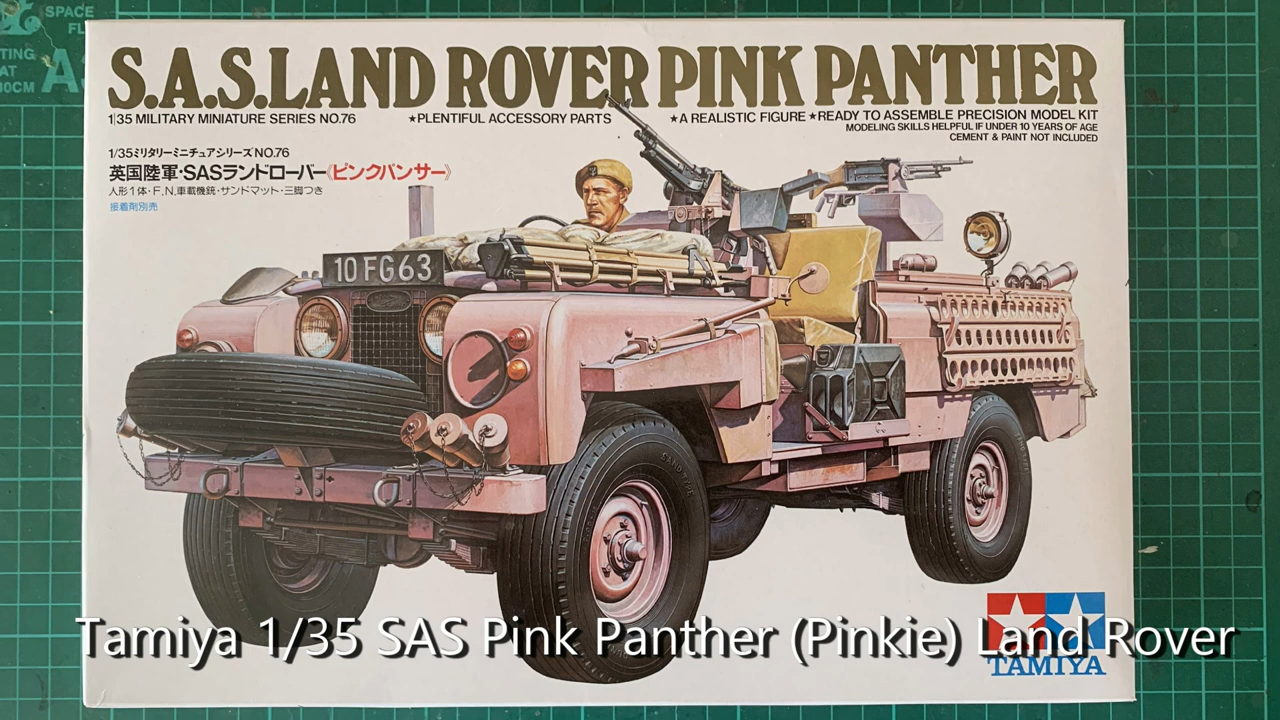 SPACE
S.A.S.LAND ROVER PINK PANTHER
1/35 MILITARY MINIATURE SERIES NO.76 ★PLENTIFUL ACCESSORY PARTS ★A REALISTIC FIGURE ★READY TO ASSEMBLE PRECISION MODEL KIT
MODELING SKILLS HELPFUL IF UNDER 10 YEARS OF AGE
CEMENT & PAINT NOT INCLUDED
1/35ミリタリーミニチュアシリーズNO.76
英国陸軍・SASランドローバー《ピンクパンサー》
人形1体・F.N.車載機銃・サンドマット・三脚つき
接着剤別売
10FG63
SAND TYPE
Tamiya 1/35 SAS Pink Panther (Pinkie) Land Rover
TAMIYA